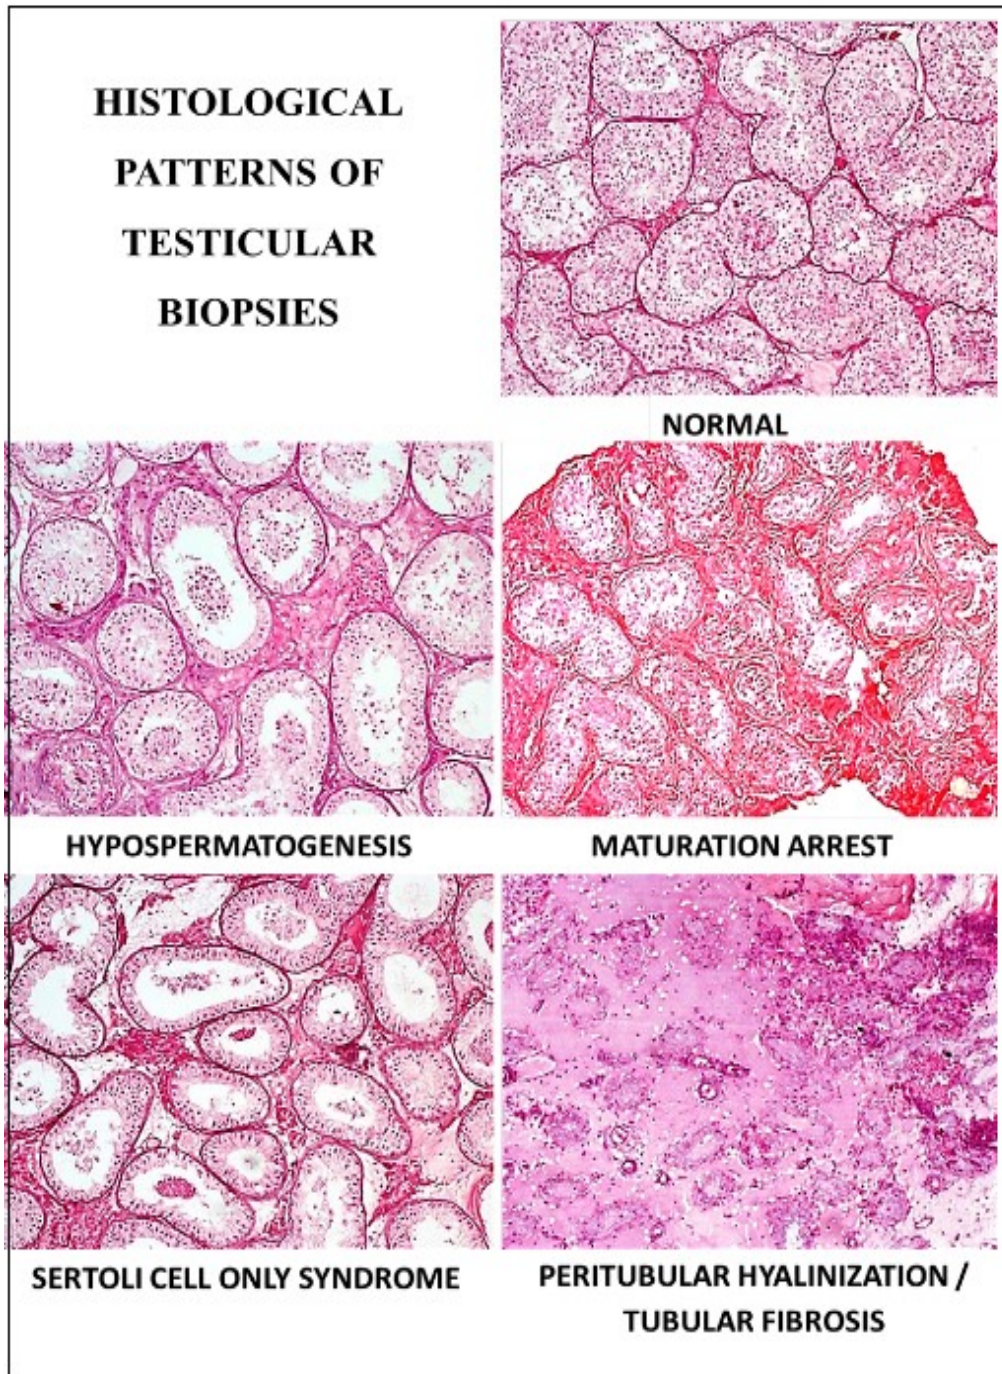 HISTOLOGICAL
PATTERNS OF
TESTICULAR
BIOPSIES
NORMAL
HYPOSPERMATOGENESIS
MATURATION ARREST
SERTOLI CELL ONLY SYNDROME
PERITUBULAR HYALINIZATION /
TUBULAR FIBROSIS